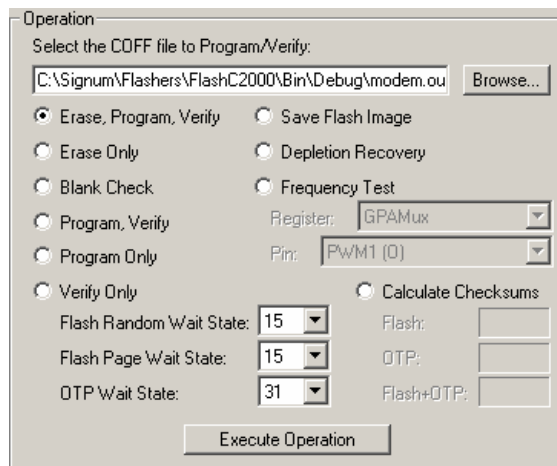 Operation
Select the COFF file to Program/Verify:
C:\Signum\Flashers\FlashC2000\Bin\Debug\modem.ou Browse...
Erase, Program, Verify Save Flash Image
Erase Only Depletion Recovery
Blank Check Frequency Test
Program, Verify Register: GPAMux
Program Only Pin: PWM1 (0)
Verify Only Calculate Checksums
Flash Random Wait State: 15 Flash:
Flash Page Wait State: 15 OTP:
OTP Wait State: 31 Flash+OTP:
Execute Operation